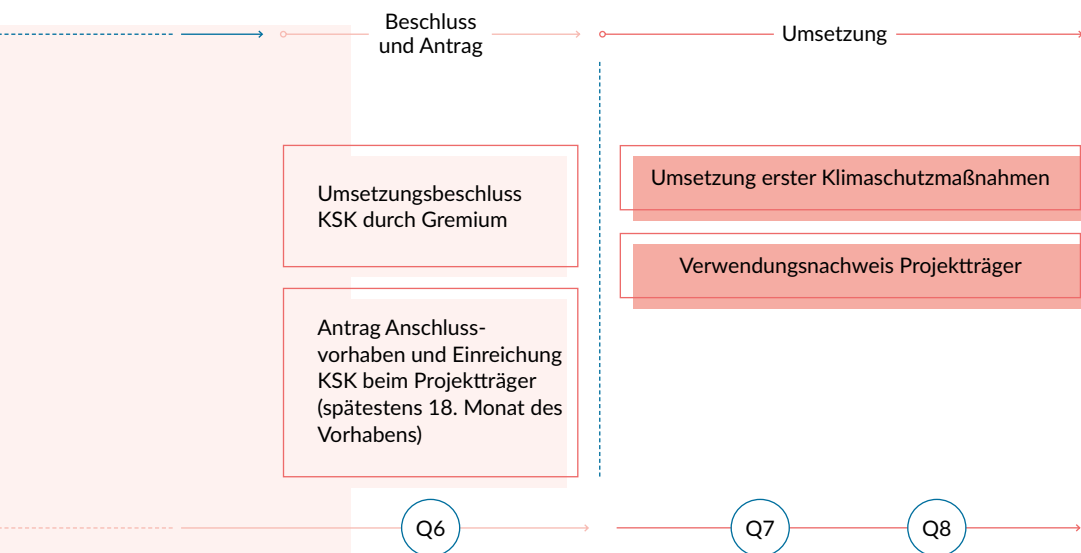 Beschluss
und Antrag
Umsetzung
Umsetzungsbeschluss
KSK durch Gremium
Antrag Anschluss-
vorhaben und Einreichung
KSK beim Projektträger
(spätestens 18. Monat des
Vorhabens)
Umsetzung erster Klimaschutzmaßnahmen
Verwendungsnachweis Projektträger
Q6
Q7
Q8